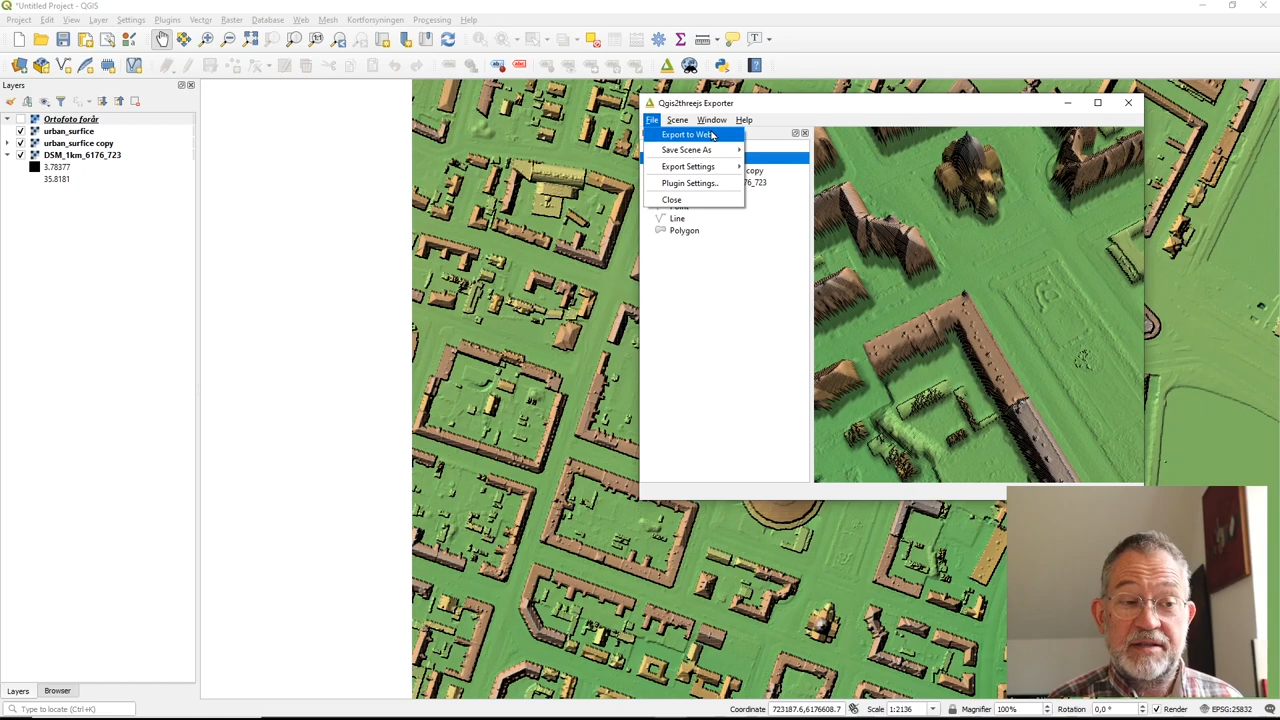 *Untitled Project - QGIS
Project Edit View Layer Settings Plugins Vector Raster Database Web Mesh Kortforsyningen Processing Help
Layers
Ortofoto forår
urban_surfice
urban_surfice copy
DSM_1km_6176_723
3.78377
35.8181
Qgis2threejs Exporter
File Scene Window Help
Export to Web
Save Scene As
copy
Export Settings
Plugin Settings..
Close
Line
Polygon
Layers Browser
Type to locate (Ctrl+K)
Coordinate 723187.6,6176608.7 Scale 1:2136 Magnifier 100% Rotation 0,0 ° Render EPSG:25832